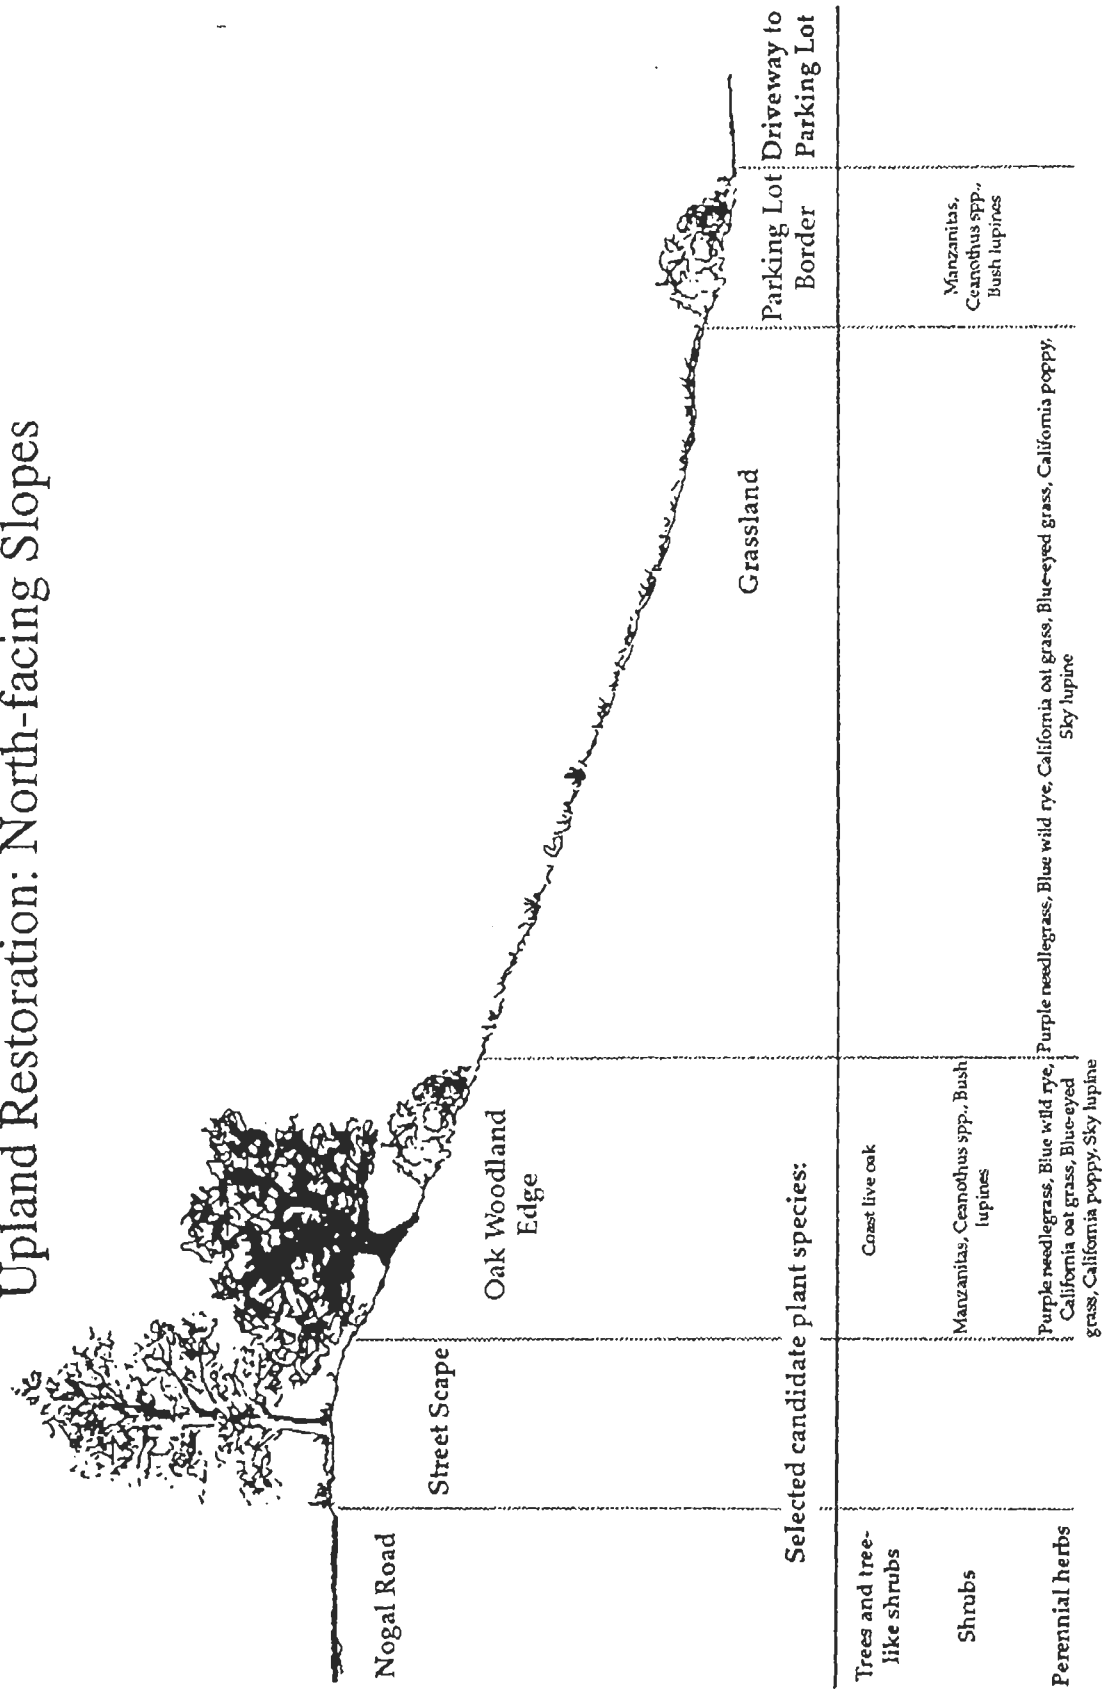 Upland Restoration: North-facing Slopes
Nogal Road
Street Scape
Oak Woodland
Edge
Grassland
Parking Lot
Border
Driveway to
Parking Lot
Selected candidate plant species:
Trees and tree-
like shrubs
Coast live oak
Shrubs
Manzanitas, Ceanothus spp., Bush
lupines
Manzanitas,
Ceanothus spp.,
Bush lupines
Perennial herbs
Purple needlegrass, Blue wild rye,
California oat grass, Blue-eyed
grass, California poppy, Sky lupine
Purple needlegrass, Blue wild rye, California oat grass, Blue-eyed grass, California poppy,
Sky lupine